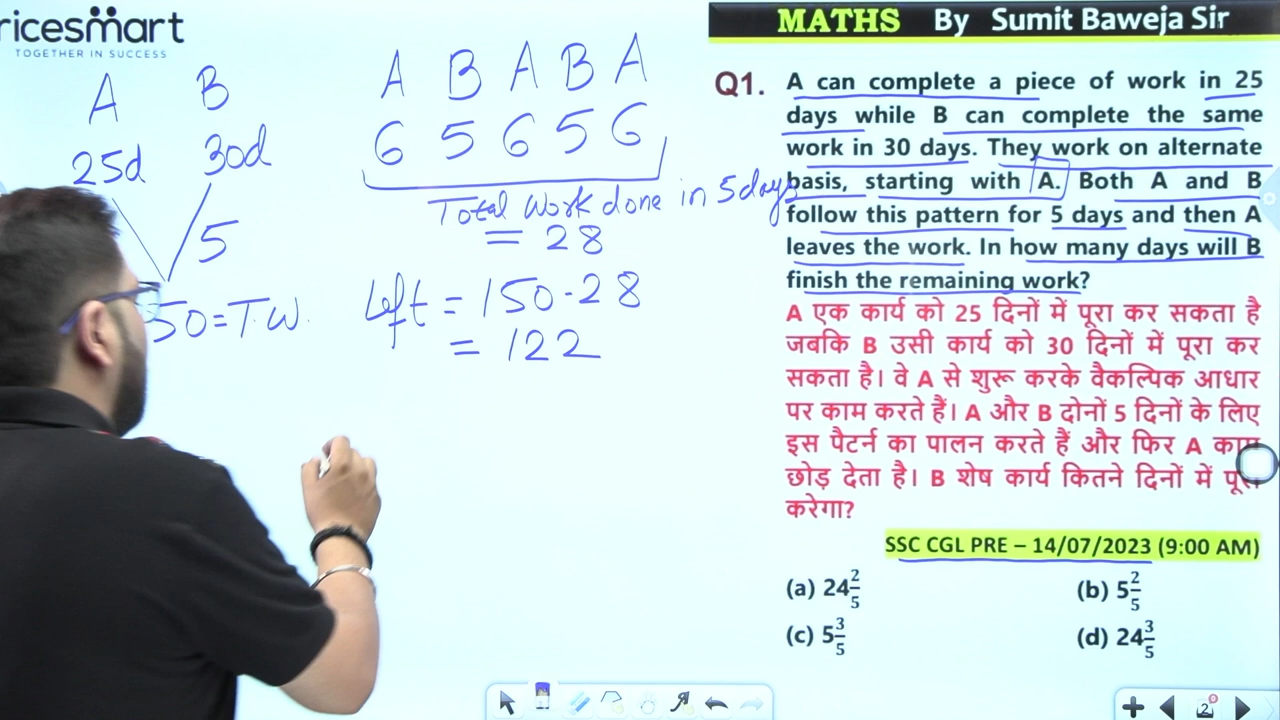 ricesmart
TOGETHER IN SUCCESS
MATHS By Sumit Baweja Sir
A B
25d 30d
5
50=T.W.
A B A B A
6 5 6 5 6
Total work done in 5days
= 28
Left = 150-28
= 122
Q1. A can complete a piece of work in 25
days while B can complete the same
work in 30 days. They work on alternate
basis, starting with A. Both A and B
follow this pattern for 5 days and then A
leaves the work. In how many days will B
finish the remaining work?
A एक कार्य को 25 दिनों में पूरा कर सकता है
जबकि B उसी कार्य को 30 दिनों में पूरा कर
सकता है। वे A से शुरू करके वैकल्पिक आधार
पर काम करते हैं। A और B दोनों 5 दिनों के लिए
इस पैटर्न का पालन करते हैं और फिर A काम
छोड़ देता है। B शेष कार्य कितने दिनों में पूरा
करेगा?
SSC CGL PRE – 14/07/2023 (9:00 AM)
(a) 24 2/5 (b) 5 2/5
(c) 5 3/5 (d) 24 3/5
2